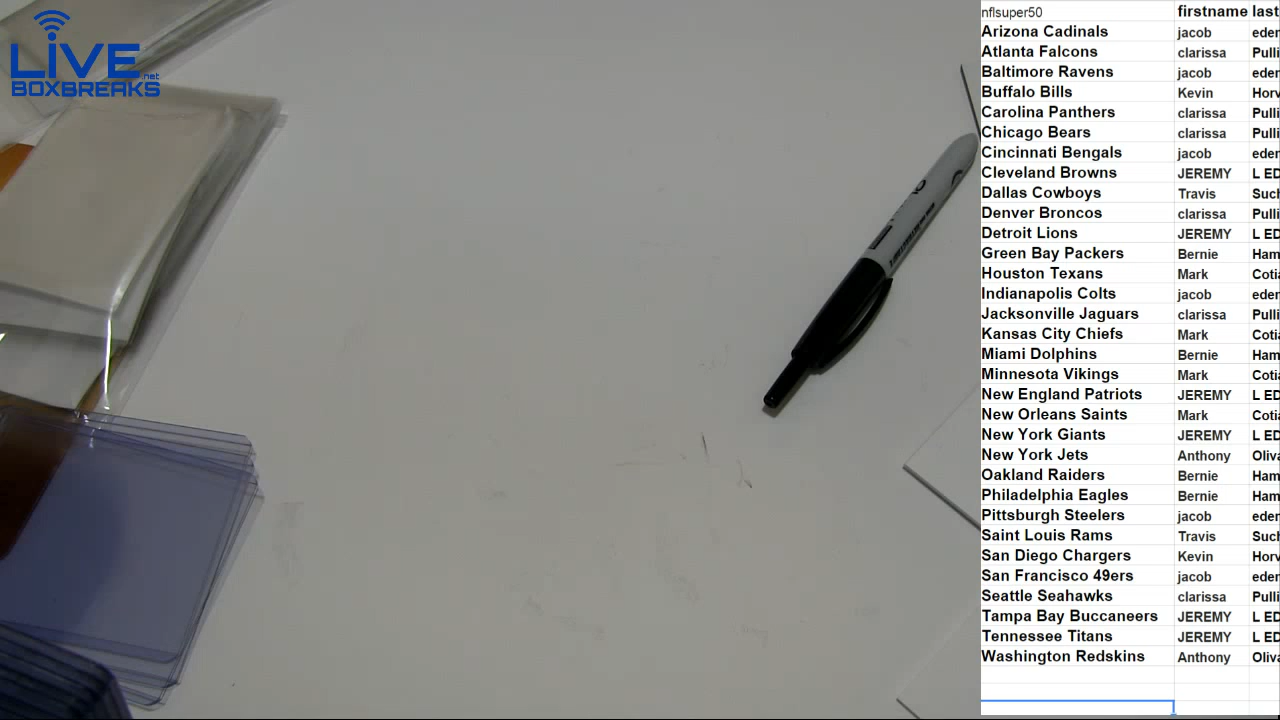 LiVE.net
BOXBREAKS
nflsuper50 firstname last
Arizona Cadinals jacob eden
Atlanta Falcons clarissa Pulli
Baltimore Ravens jacob eden
Buffalo Bills Kevin Horv
Carolina Panthers clarissa Pulli
Chicago Bears clarissa Pulli
Cincinnati Bengals jacob eden
Cleveland Browns JEREMY L ED
Dallas Cowboys Travis Such
Denver Broncos clarissa Pulli
Detroit Lions JEREMY L ED
Green Bay Packers Bernie Ham
Houston Texans Mark Cotia
Indianapolis Colts jacob eden
Jacksonville Jaguars clarissa Pulli
Kansas City Chiefs Mark Cotia
Miami Dolphins Bernie Ham
Minnesota Vikings Mark Cotia
New England Patriots JEREMY L ED
New Orleans Saints Mark Cotia
New York Giants JEREMY L ED
New York Jets Anthony Oliva
Oakland Raiders Bernie Ham
Philadelphia Eagles Bernie Ham
Pittsburgh Steelers jacob eden
Saint Louis Rams Travis Such
San Diego Chargers Kevin Horv
San Francisco 49ers jacob eden
Seattle Seahawks clarissa Pulli
Tampa Bay Buccaneers JEREMY L ED
Tennessee Titans JEREMY L ED
Washington Redskins Anthony Oliva